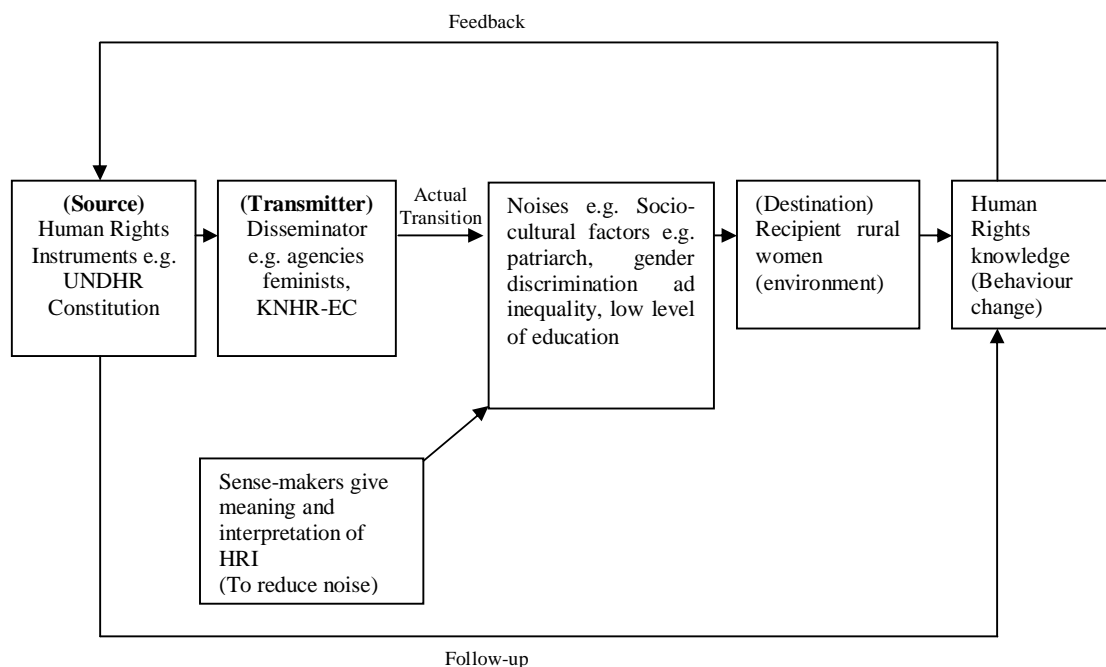 Feedback
(Source)
Human Rights
Instruments e.g.
UNDHR
Constitution
(Transmitter)
Disseminator
e.g. agencies
feminists,
KNHR-EC
Actual
Transition
Noises e.g. Socio-
cultural factors e.g.
patriarch, gender
discrimination ad
inequality, low level
of education
(Destination)
Recipient rural
women
(environment)
Human
Rights
knowledge
(Behaviour
change)
Sense-makers give
meaning and
interpretation of
HRI
(To reduce noise)
Follow-up